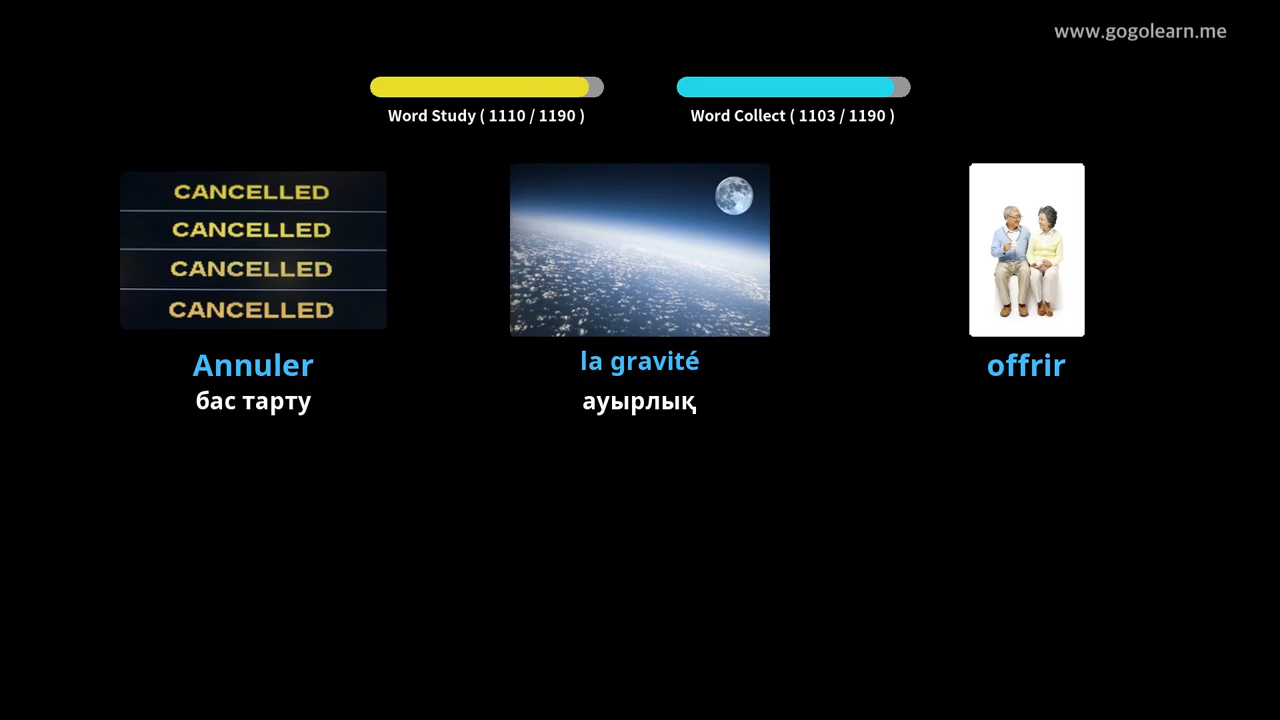 www.gogolearn.me
Word Study ( 1110 / 1190 )
Word Collect ( 1103 / 1190 )
CANCELLED
CANCELLED
CANCELLED
CANCELLED
Annuler
бас тарту
la gravité
ауырлық
offrir